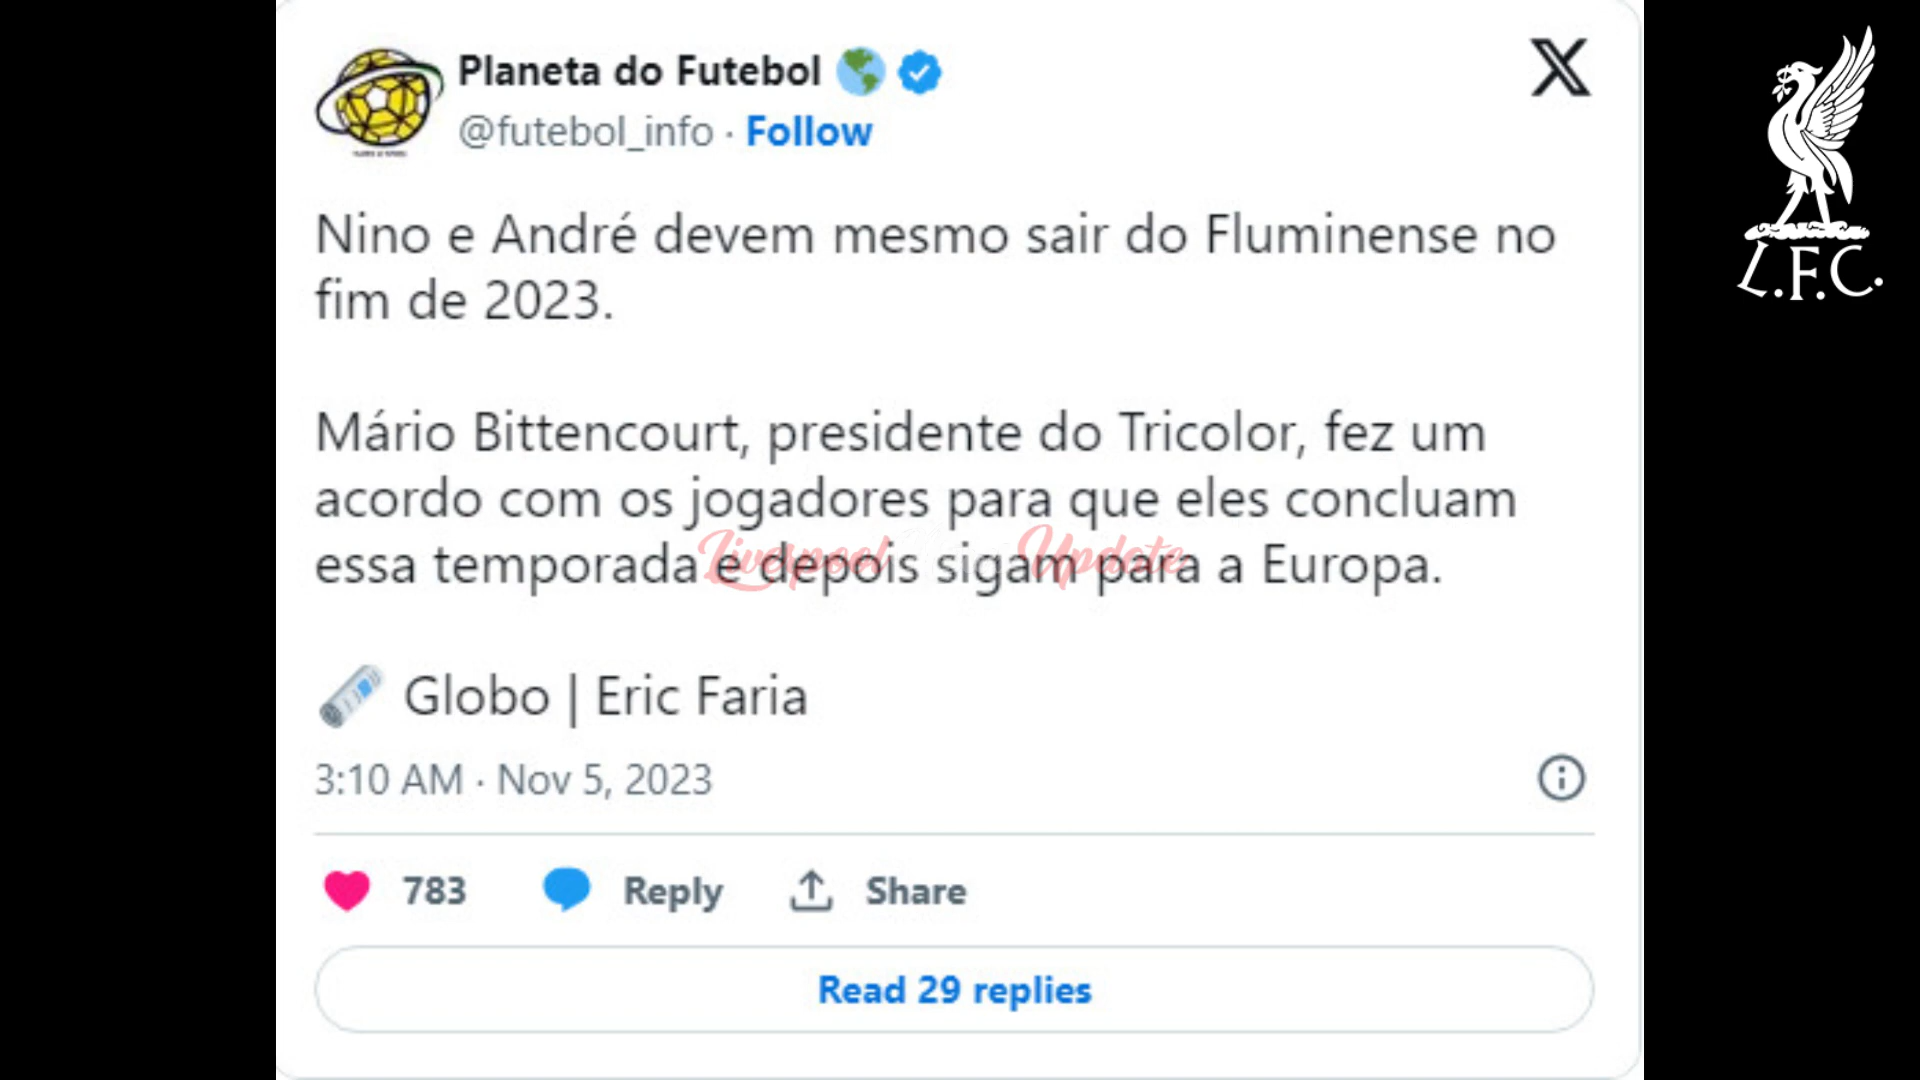 Planeta do Futebol
@futebol_info · Follow
Nino e André devem mesmo sair do Fluminense no
fim de 2023.
Mário Bittencourt, presidente do Tricolor, fez um
acordo com os jogadores para que eles concluam
essa temporada e depois sigam para a Europa.
Liverpool Update
Globo | Eric Faria
3:10 AM · Nov 5, 2023
783 Reply Share
Read 29 replies
L.F.C.